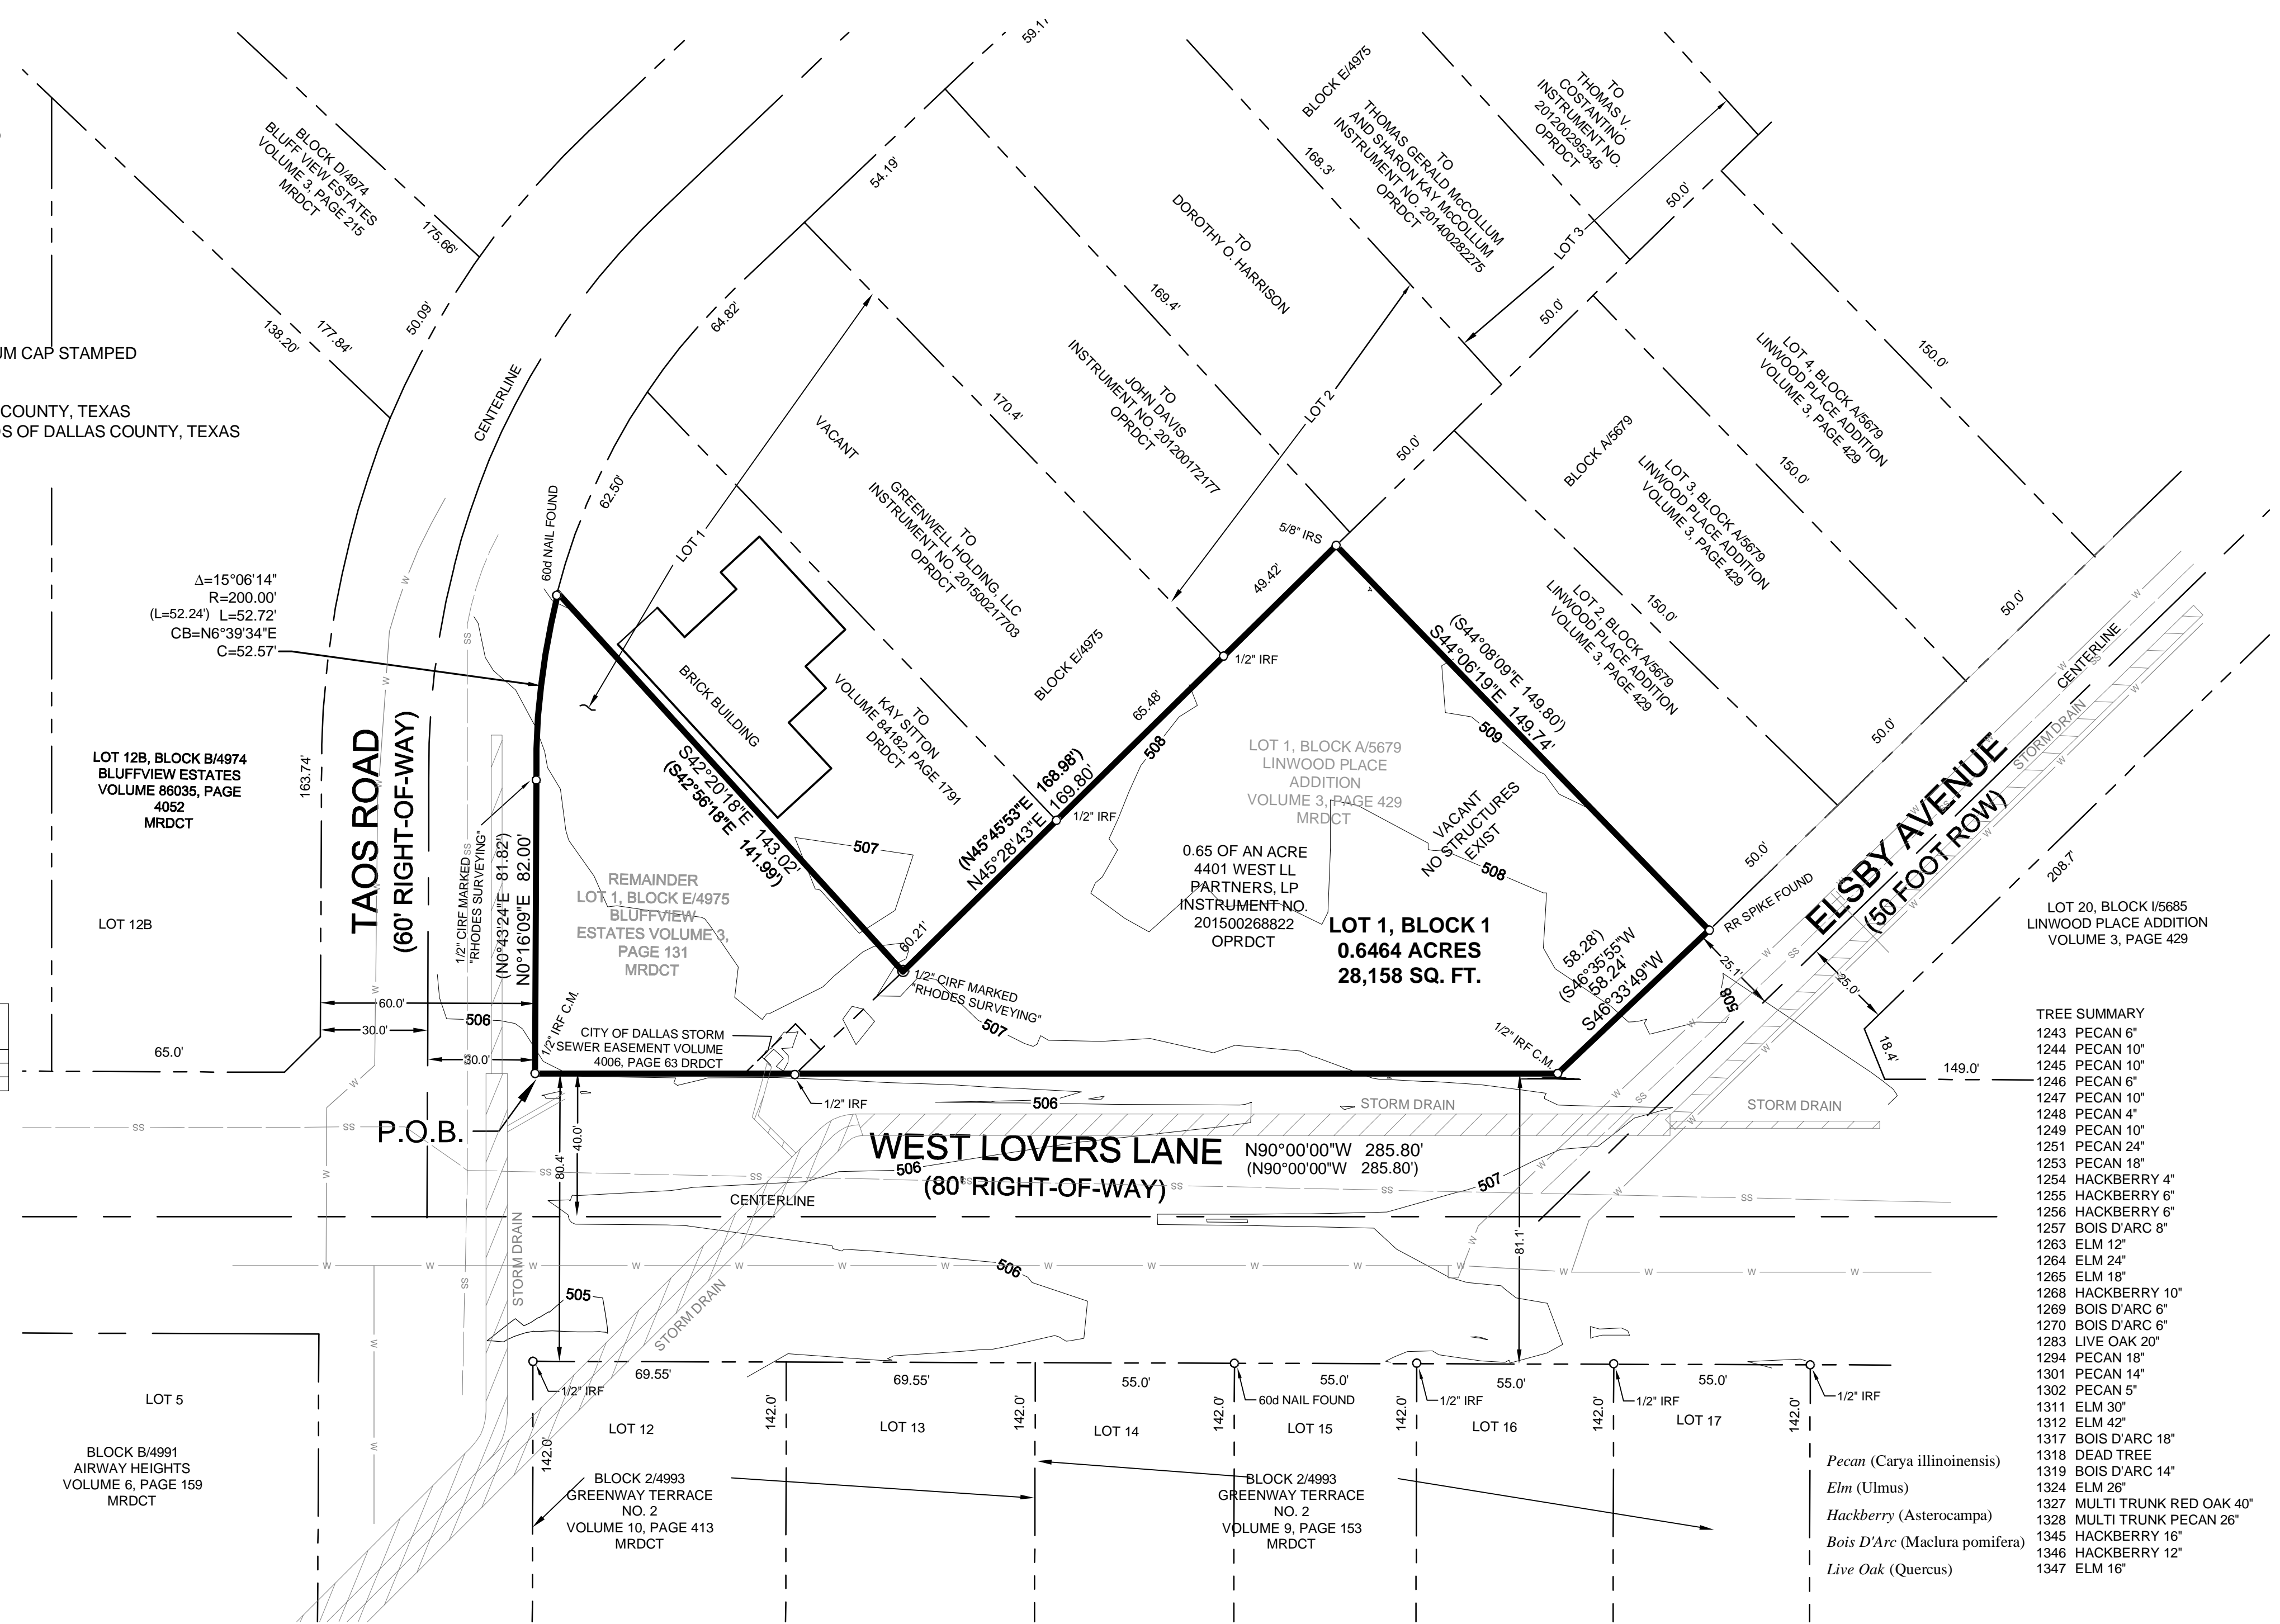 BLOCK D/4974
BLUFF VIEW ESTATES
VOLUME 3, PAGE 215
MRDCT
175.66'
138.20'
177.84'
50.09'
CENTERLINE
59.17'
54.19'
64.82'
62.50'
60d NAIL FOUND
UM CAP STAMPED
COUNTY, TEXAS
S OF DALLAS COUNTY, TEXAS
BLOCK E/4975
TO
THOMAS GERALD McCOLLUM
AND SHARON KAY McCOLLUM
INSTRUMENT NO. 201400282275
OPRDCT
168.3'
TO
THOMAS V.
COSTANTINO
INSTRUMENT NO.
201200295345
OPRDCT
LOT 3
50.0'
50.0'
50.0'
TO
DOROTHY O. HARRISON
169.4'
TO
JOHN DAVIS
INSTRUMENT NO. 201200172177
OPRDCT
LOT 2
170.4'
VACANT
TO
GREENWELL HOLDING, LLC
INSTRUMENT NO. 201500217703
OPRDCT
LOT 1
BRICK BUILDING
TO
KAY SITTON
VOLUME 84182, PAGE 1791
DRDCT
BLOCK E/4975
LOT 4, BLOCK A/5679
LINWOOD PLACE ADDITION
VOLUME 3, PAGE 429
150.0'
BLOCK A/5679
LOT 3, BLOCK A/5679
LINWOOD PLACE ADDITION
VOLUME 3, PAGE 429
150.0'
LOT 2, BLOCK A/5679
LINWOOD PLACE ADDITION
VOLUME 3, PAGE 429
150.0'
50.0'
50.0'
50.0'
Δ=15°06'14"
R=200.00'
(L=52.24') L=52.72'
CB=N6°39'34"E
C=52.57'
163.74'
TAOS ROAD
(60' RIGHT-OF-WAY)
LOT 12B, BLOCK B/4974
BLUFFVIEW ESTATES
VOLUME 86035, PAGE
4052
MRDCT
LOT 12B
65.0'
60.0'
30.0'
30.0'
1/2" CIRF MARKED
"RHODES SURVEYING"
(N0°43'24"E 81.82')
N0°16'09"E 82.00'
506
1/2" IRF C.M.
S42°20'18"E 143.02'
(S42°56'18"E 141.99')
507
REMAINDER
LOT 1, BLOCK E/4975
BLUFFVIEW
ESTATES VOLUME 3,
PAGE 131
MRDCT
CITY OF DALLAS STORM
SEWER EASEMENT VOLUME
4006, PAGE 63 DRDCT
5/8" IRS
49.42'
1/2" IRF
65.48'
1/2" IRF
(N45°45'53"E 168.98')
N45°28'43"E 169.80'
60.21'
1/2" CIRF MARKED
"RHODES SURVEYING"
507
508
LOT 1, BLOCK A/5679
LINWOOD PLACE
ADDITION
VOLUME 3, PAGE 429
MRDCT
509
(S44°08'09"E 149.80')
S44°06'19"E 149.74'
VACANT
NO STRUCTURES
EXIST
508
0.65 OF AN ACRE
4401 WEST LL
PARTNERS, LP
INSTRUMENT NO.
201500268822
OPRDCT
LOT 1, BLOCK 1
0.6464 ACRES
28,158 SQ. FT.
58.28')
(S46°35'55"W
58.24'
S46°33'49"W
1/2" IRF C.M.
RR SPIKE FOUND
25.1'
25.0'
508
ELSBY AVENUE
(50 FOOT ROW)
CENTERLINE
STORM DRAIN
208.7'
LOT 20, BLOCK I/5685
LINWOOD PLACE ADDITION
VOLUME 3, PAGE 429
18.4'
149.0'
STORM DRAIN
STORM DRAIN
P.O.B.
1/2" IRF
506
WEST LOVERS LANE
(80' RIGHT-OF-WAY)
N90°00'00"W 285.80'
(N90°00'00"W 285.80')
506
507
CENTERLINE
80.4'
40.0'
81.1'
STORM DRAIN
STORM DRAIN
505
506
69.55'
69.55'
55.0'
55.0'
55.0'
55.0'
1/2" IRF
60d NAIL FOUND
1/2" IRF
1/2" IRF
1/2" IRF
142.0'
142.0'
142.0'
142.0'
142.0'
142.0'
142.0'
LOT 5
LOT 12
LOT 13
LOT 14
LOT 15
LOT 16
LOT 17
BLOCK B/4991
AIRWAY HEIGHTS
VOLUME 6, PAGE 159
MRDCT
BLOCK 2/4993
GREENWAY TERRACE
NO. 2
VOLUME 10, PAGE 413
MRDCT
BLOCK 2/4993
GREENWAY TERRACE
NO. 2
VOLUME 9, PAGE 153
MRDCT
Pecan (Carya illinoinensis)
Elm (Ulmus)
Hackberry (Asterocampa)
Bois D'Arc (Maclura pomifera)
Live Oak (Quercus)
TREE SUMMARY
1243 PECAN 6"
1244 PECAN 10"
1245 PECAN 10"
1246 PECAN 6"
1247 PECAN 10"
1248 PECAN 4"
1249 PECAN 10"
1251 PECAN 24"
1253 PECAN 18"
1254 HACKBERRY 4"
1255 HACKBERRY 6"
1256 HACKBERRY 6"
1257 BOIS D'ARC 8"
1263 ELM 12"
1264 ELM 24"
1265 ELM 18"
1268 HACKBERRY 10"
1269 BOIS D'ARC 6"
1270 BOIS D'ARC 6"
1283 LIVE OAK 20"
1294 PECAN 18"
1301 PECAN 14"
1302 PECAN 5"
1311 ELM 30"
1312 ELM 42"
1317 BOIS D'ARC 18"
1318 DEAD TREE
1319 BOIS D'ARC 14"
1324 ELM 26"
1327 MULTI TRUNK RED OAK 40"
1328 MULTI TRUNK PECAN 26"
1345 HACKBERRY 16"
1346 HACKBERRY 12"
1347 ELM 16"